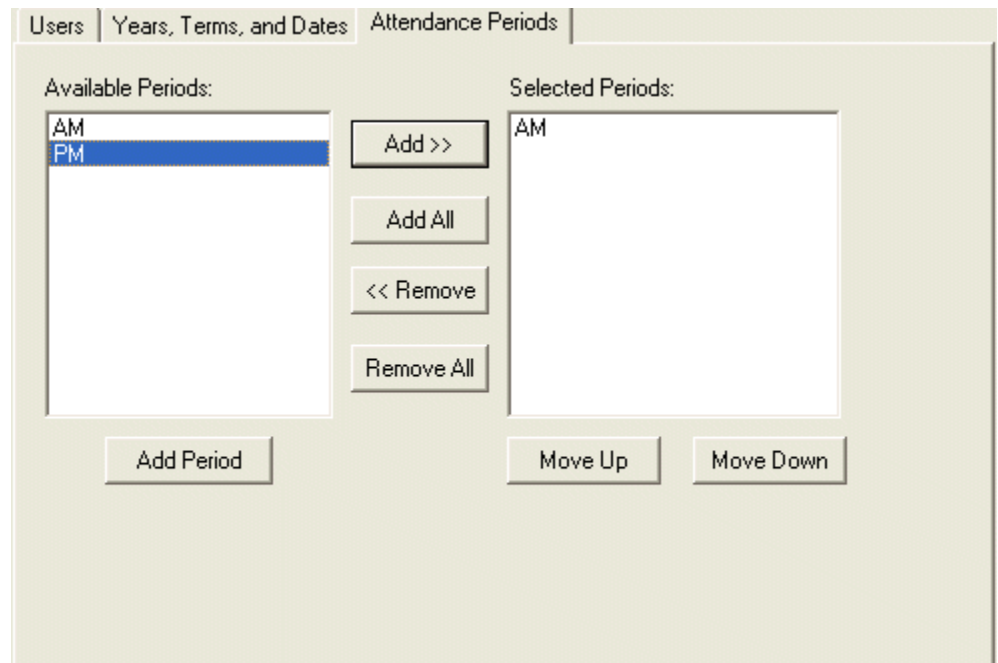 Users Years, Terms, and Dates Attendance Periods
Available Periods:
AM
PM
Add >>
Add All
<< Remove
Remove All
Add Period
Selected Periods:
AM
Move Up
Move Down